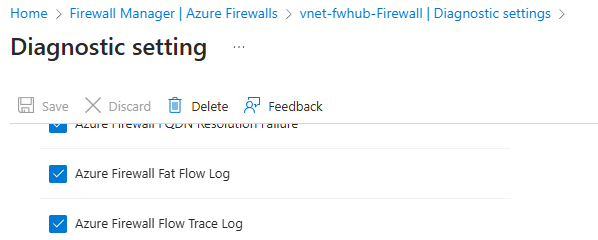 Home > Firewall Manager | Azure Firewalls > vnet-fwhub-Firewall | Diagnostic settings >
Diagnostic setting ...
Save Discard Delete Feedback
Azure Firewall FQDN Resolution Failure
Azure Firewall Fat Flow Log
Azure Firewall Flow Trace Log